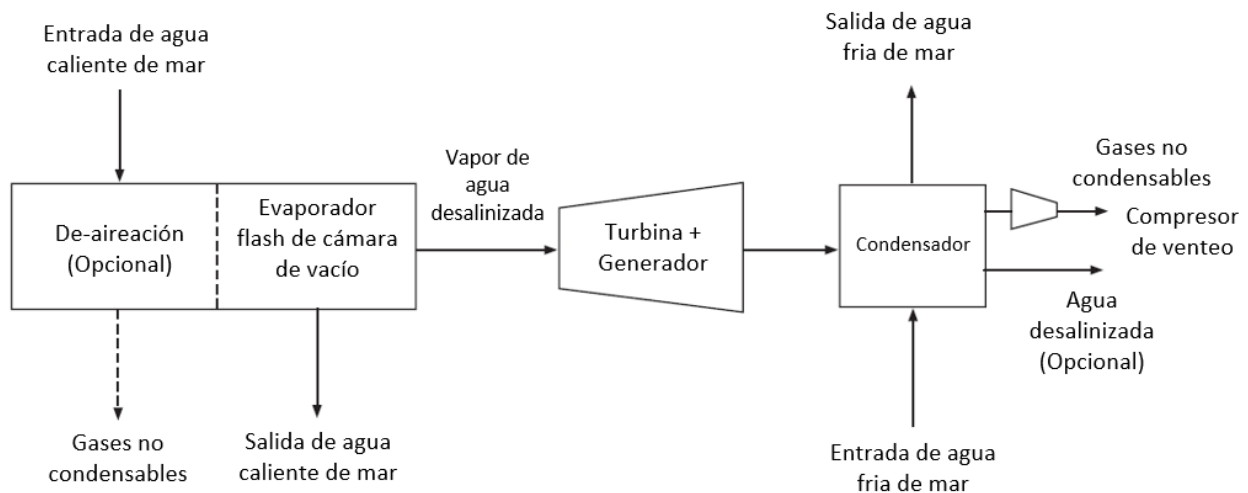 Entrada de agua
caliente de mar
De-aireación
(Opcional)
Evaporador
flash de cámara
de vacío
Gases no
condensables
Salida de agua
caliente de mar
Vapor de
agua
desalinizada
Turbina +
Generador
Salida de agua
fria de mar
Condensador
Entrada de agua
fria de mar
Gases no
condensables
Compresor
de venteo
Agua
desalinizada
(Opcional)